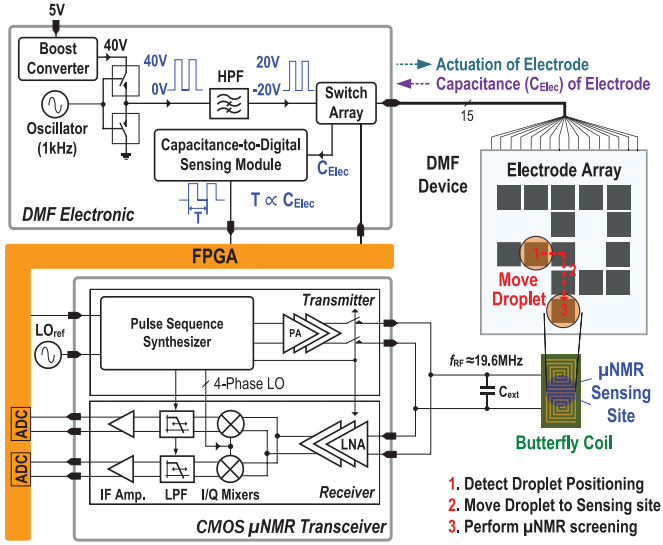 5V
Boost
Converter
40V
40V
0V
HPF
20V
-20V
Switch
Array
Oscillator
(1kHz)
Capacitance-to-Digital
Sensing Module
CElec
T
T ∝ CElec
DMF Electronic
Actuation of Electrode
Capacitance (CElec) of Electrode
15
DMF
Device
Electrode Array
1
2
3
Move
Droplet
FPGA
LOref
Pulse Sequence
Synthesizer
Transmitter
PA
4-Phase LO
fRF≈19.6MHz
Cext
µNMR
Sensing
Site
Butterfly Coil
ADC
ADC
IF Amp.
LPF
I/Q Mixers
LNA
Receiver
CMOS µNMR Transceiver
1. Detect Droplet Positioning
2. Move Droplet to Sensing site
3. Perform µNMR screening